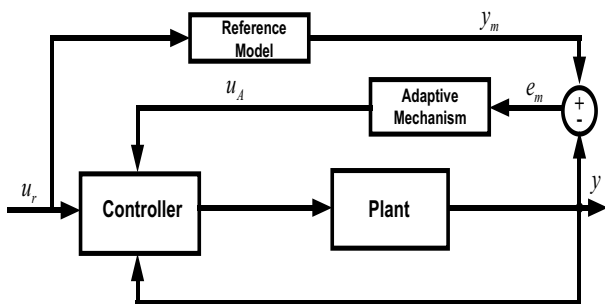 Reference
Model
y_m
u_A
Adaptive
Mechanism
e_m
+
-
u_r
Controller
Plant
y